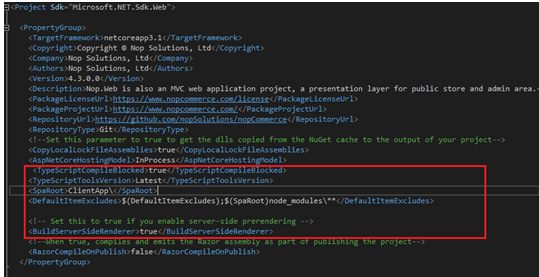 <Project Sdk="Microsoft.NET.Sdk.Web">
<PropertyGroup>
<TargetFramework>netcoreapp3.1</TargetFramework>
<Copyright>Copyright © Nop Solutions, Ltd</Copyright>
<Company>Nop Solutions, Ltd</Company>
<Authors>Nop Solutions, Ltd</Authors>
<Version>4.3.0.0</Version>
<Description>Nop.Web is also an MVC web application project, a presentation layer for public store and admin area.<
<PackageLicenseUrl>https://www.nopcommerce.com/license</PackageLicenseUrl>
<PackageProjectUrl>https://www.nopcommerce.com/</PackageProjectUrl>
<RepositoryUrl>https://github.com/nopSolutions/nopCommerce</RepositoryUrl>
<RepositoryType>Git</RepositoryType>
<!--Set this parameter to true to get the dlls copied from the NuGet cache to the output of your project-->
<CopyLocalLockFileAssemblies>true</CopyLocalLockFileAssemblies>
<AspNetCoreHostingModel>InProcess</AspNetCoreHostingModel>
<TypeScriptCompileBlocked>true</TypeScriptCompileBlocked>
<TypeScriptToolsVersion>Latest</TypeScriptToolsVersion>
<SpaRoot>ClientApp\</SpaRoot>
<DefaultItemExcludes>$(DefaultItemExcludes);$(SpaRoot)node_modules\**</DefaultItemExcludes>
<!-- Set this to true if you enable server-side prerendering -->
<BuildServerSideRenderer>true</BuildServerSideRenderer>
<!--When true, compiles and emits the Razor assembly as part of publishing the project-->
<RazorCompileOnPublish>false</RazorCompileOnPublish>
</PropertyGroup>